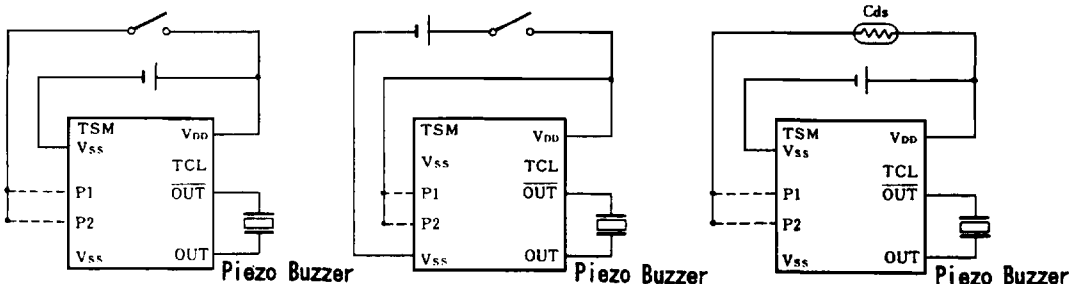 TSM
VDD
Vss
TCL
P1
OUT
P2
Vss
OUT
Piezo Buzzer
TSM
VDD
Vss
TCL
P1
OUT
P2
Vss
OUT
Piezo Buzzer
Cds
TSM
VDD
Vss
TCL
P1
OUT
P2
Vss
OUT
Piezo Buzzer